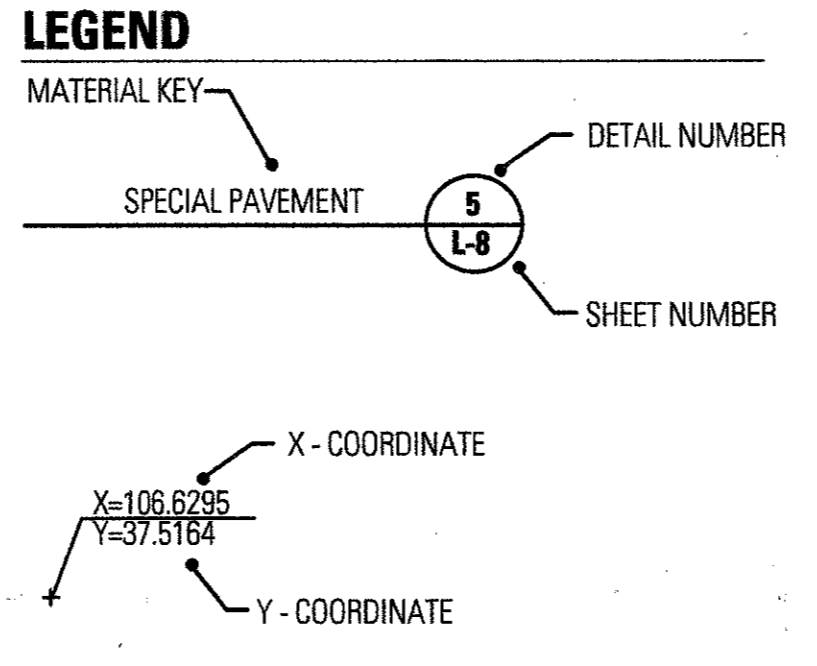 LEGEND
MATERIAL KEY
DETAIL NUMBER
SPECIAL PAVEMENT
5
L-8
SHEET NUMBER
X - COORDINATE
X=106.6295
Y=37.5164
Y - COORDINATE